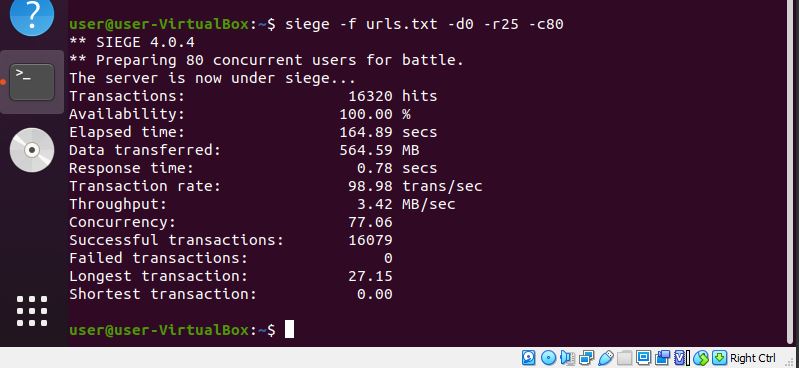 user@user-VirtualBox:~$ siege -f urls.txt -d0 -r25 -c80
** SIEGE 4.0.4
** Preparing 80 concurrent users for battle.
The server is now under siege...
Transactions: 16320 hits
Availability: 100.00 %
Elapsed time: 164.89 secs
Data transferred: 564.59 MB
Response time: 0.78 secs
Transaction rate: 98.98 trans/sec
Throughput: 3.42 MB/sec
Concurrency: 77.06
Successful transactions: 16079
Failed transactions: 0
Longest transaction: 27.15
Shortest transaction: 0.00
user@user-VirtualBox:~$
Right Ctrl